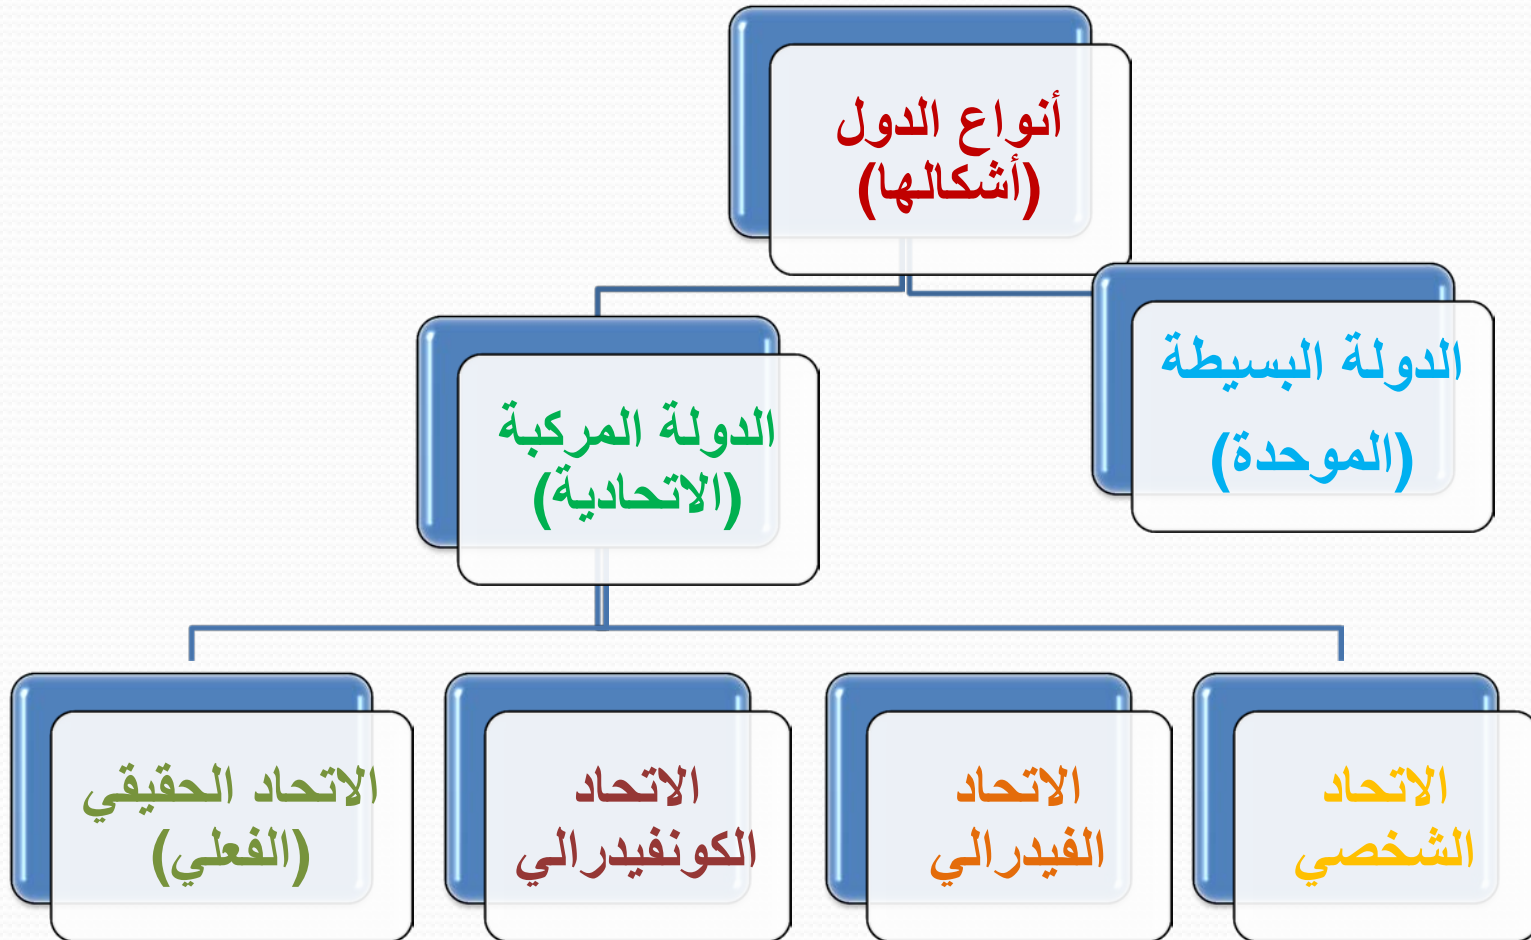 أنواع الدول
(أشكالها)
الدولة البسيطة
(الموحدة)
الدولة المركبة
(الاتحادية)
الاتحاد
الشخصي
الاتحاد
الفيدرالي
الاتحاد
الكونفيدرالي
الاتحاد الحقيقي
(الفعلي)